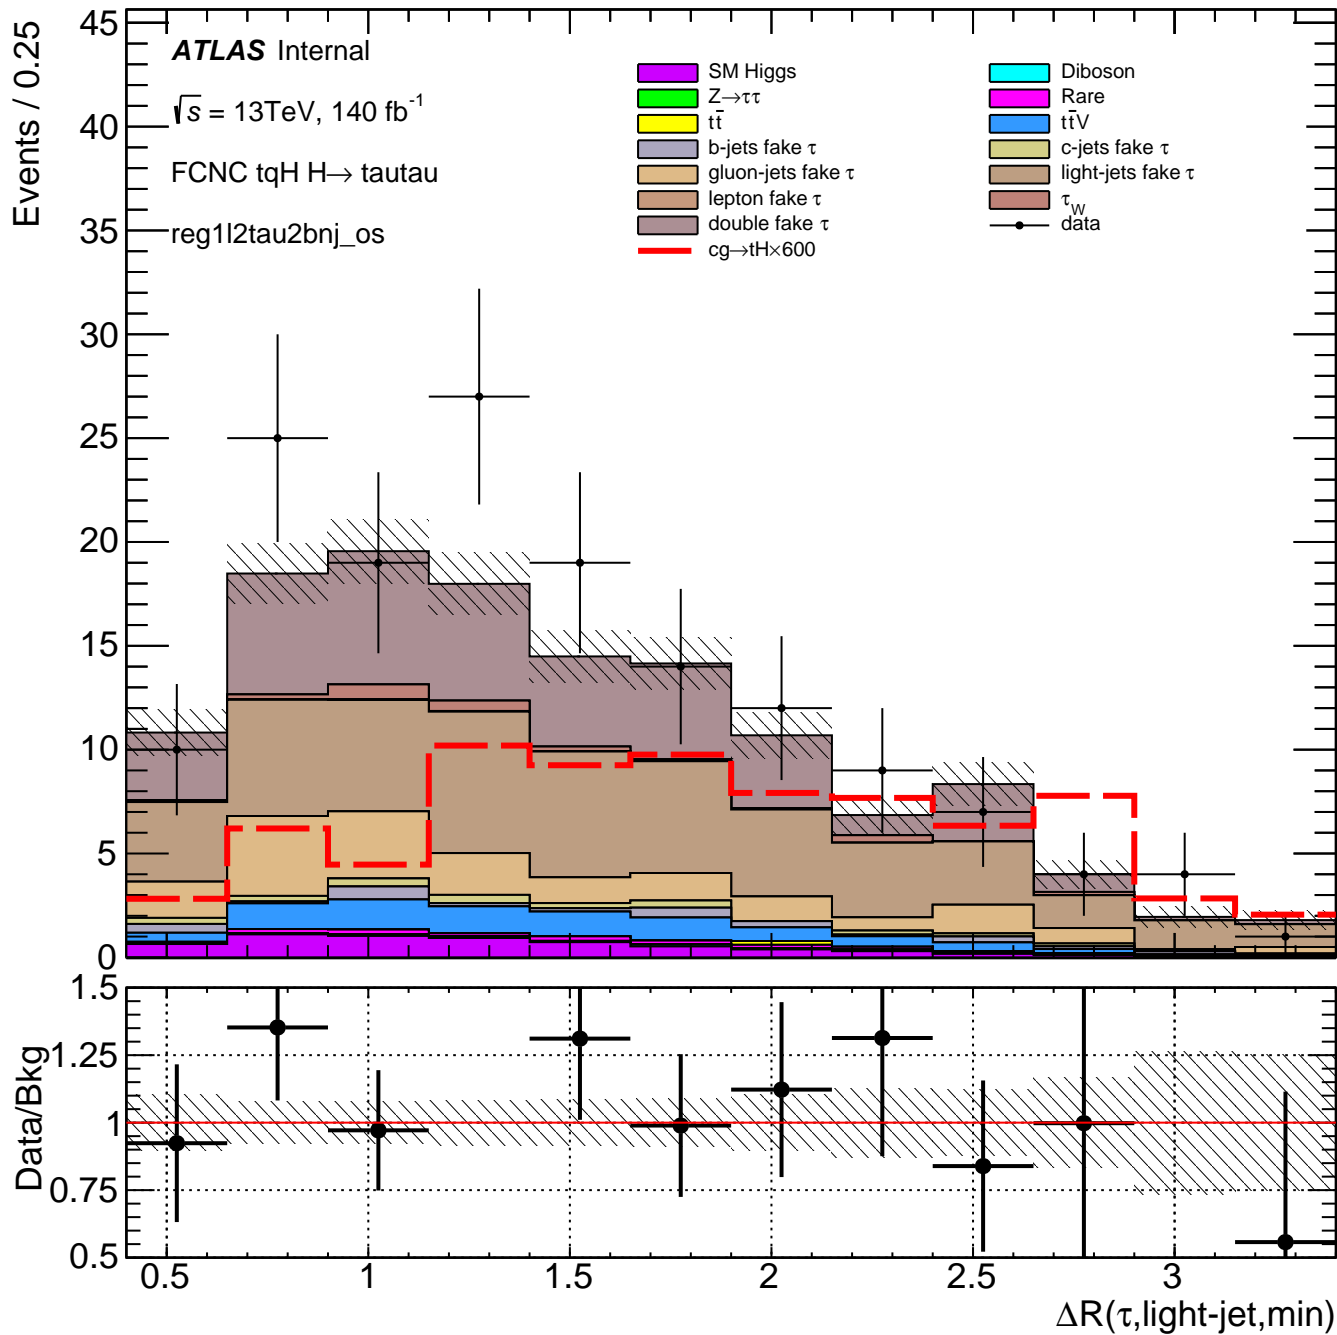 45
40
35
30
25
20
15
10
5
0
Events / 0.25
ATLAS Internal
√s = 13TeV, 140 fb⁻¹
FCNC tqH H→ tautau
reg1l2tau2bnj_os
SM Higgs
Z→ττ
tt̄
b-jets fake τ
gluon-jets fake τ
lepton fake τ
double fake τ
cg→tH×600
Diboson
Rare
tt̄V
c-jets fake τ
light-jets fake τ
τ_W
data
1.5
1.25
1
0.75
0.5
Data/Bkg
0.5 1 1.5 2 2.5 3
ΔR(τ,light-jet,min)